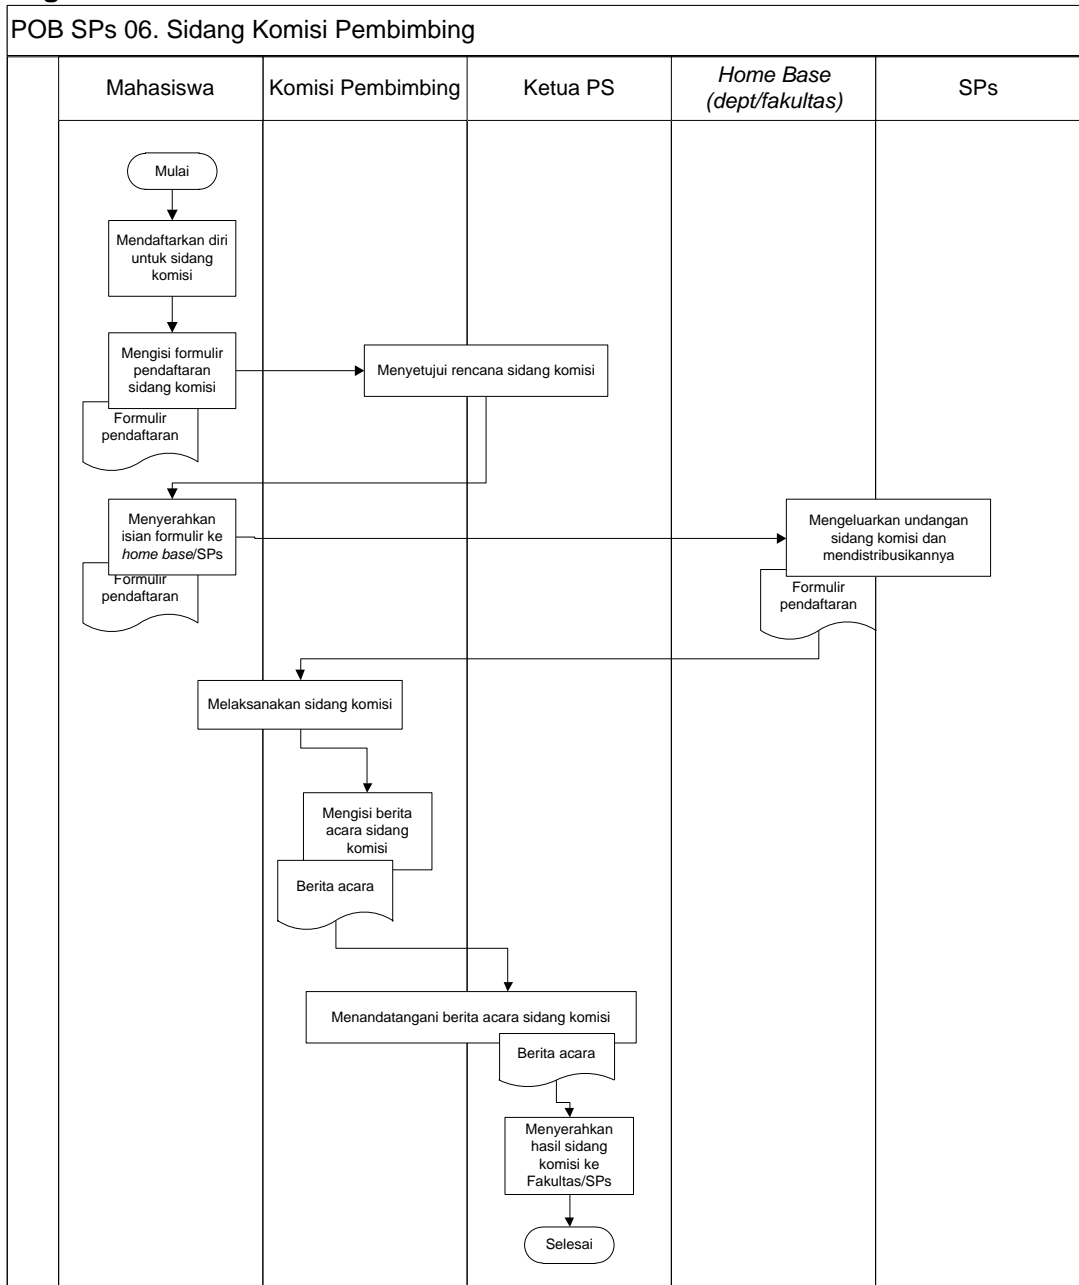 POB SPs 06. Sidang Komisi Pembimbing
Mahasiswa
Komisi Pembimbing
Ketua PS
Home Base
(dept/fakultas)
SPs
Mulai
Mendaftarkan diri
untuk sidang
komisi
Mengisi formulir
pendaftaran
sidang komisi
Formulir
pendaftaran
Menyetujui rencana sidang komisi
Menyerahkan
isian formulir ke
home base/SPs
Formulir
pendaftaran
Mengeluarkan undangan
sidang komisi dan
mendistribusikannya
Formulir
pendaftaran
Melaksanakan sidang komisi
Mengisi berita
acara sidang
komisi
Berita acara
Menandatangani berita acara sidang komisi
Berita acara
Menyerahkan
hasil sidang
komisi ke
Fakultas/SPs
Selesai